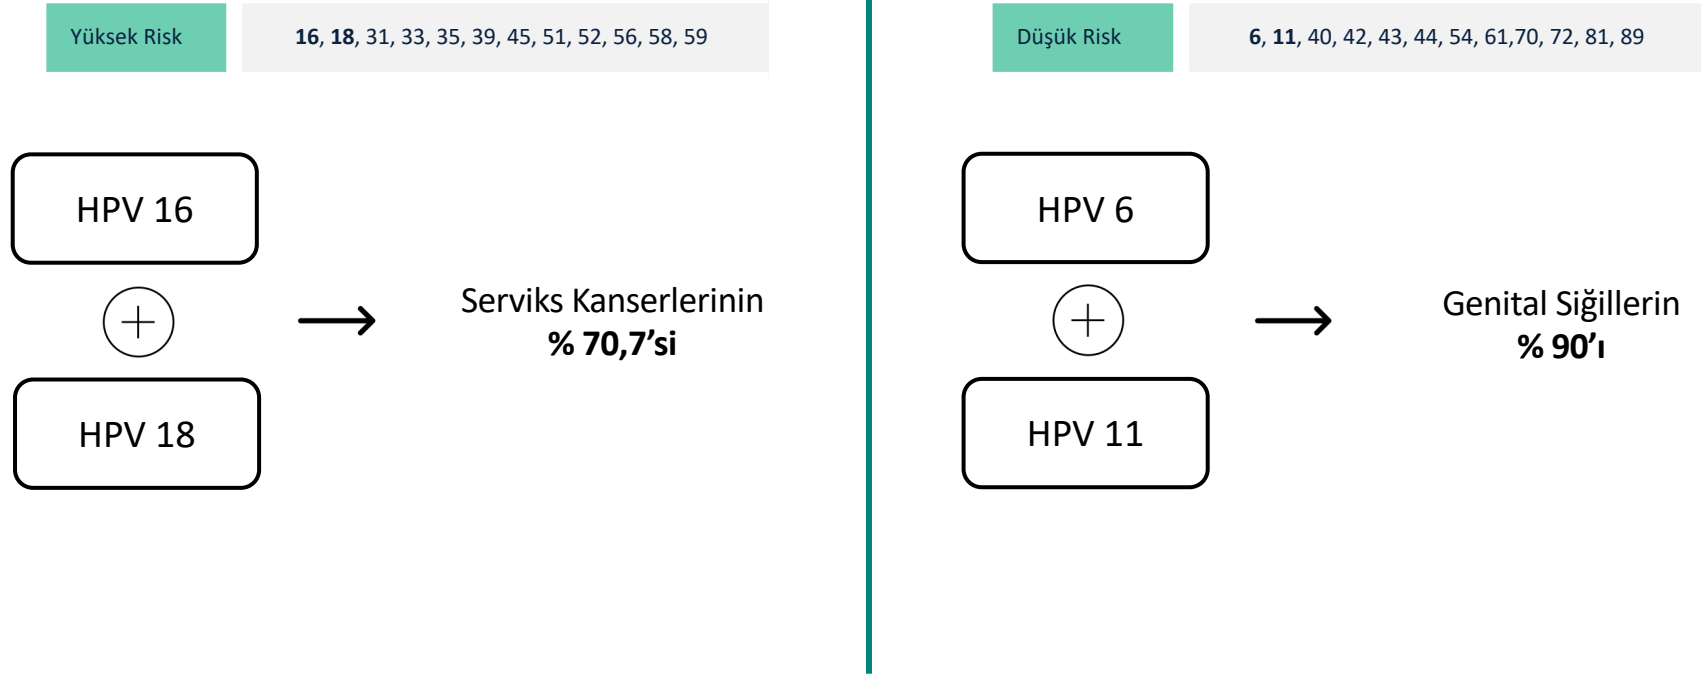 Yüksek Risk
16, 18, 31, 33, 35, 39, 45, 51, 52, 56, 58, 59
HPV 16
HPV 18
Serviks Kanserlerinin
% 70,7’si
Düşük Risk
6, 11, 40, 42, 43, 44, 54, 61,70, 72, 81, 89
HPV 6
HPV 11
Genital Siğillerin
% 90’ı